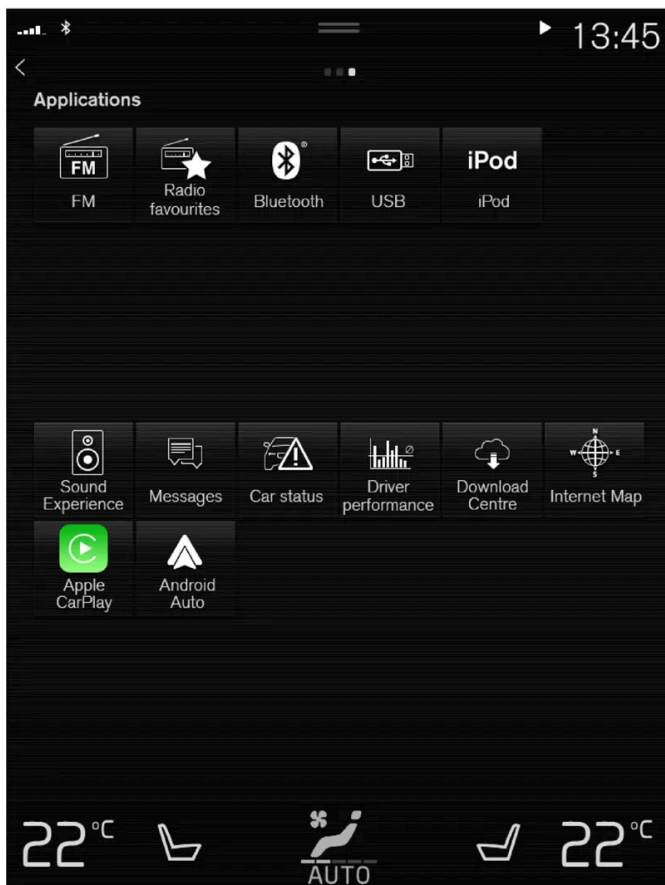 13:45
Applications
FM
FM
Radio
favourites
Bluetooth
USB
iPod
iPod
Sound
Experience
Messages
Car status
Driver
performance
Download
Centre
N
W E
S
Internet Map
Apple
CarPlay
Android
Auto
22°C
22°C
AUTO